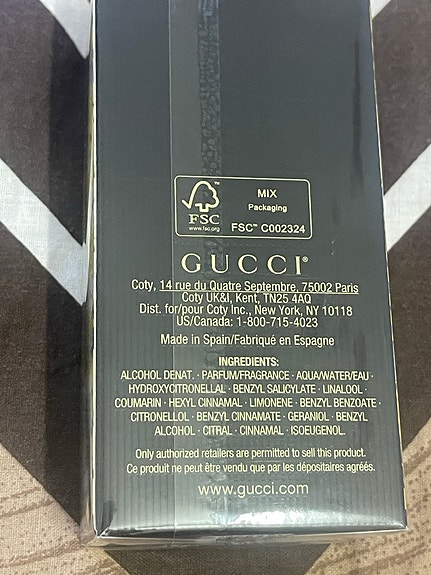 MIX
Packaging
FSC™
www.fsc.org
FSC™ C002324
GUCCI®
Coty, 14 rue du Quatre Septembre, 75002 Paris
Coty UK&I, Kent, TN25 4AQ
Dist. for/pour Coty Inc., New York, NY 10118
US/Canada: 1-800-715-4023
Made in Spain/Fabriqué en Espagne
INGREDIENTS:
ALCOHOL DENAT. · PARFUM/FRAGRANCE · AQUA/WATER/EAU ·
HYDROXYCITRONELLAL · BENZYL SALICYLATE · LINALOOL ·
COUMARIN · HEXYL CINNAMAL · LIMONENE · BENZYL BENZOATE ·
CITRONELLOL · BENZYL CINNAMATE · GERANIOL · BENZYL
ALCOHOL · CITRAL · CINNAMAL · ISOEUGENOL.
Only authorized retailers are permitted to sell this product.
Ce produit ne peut être vendu que par les dépositaires agréés.
www.gucci.com